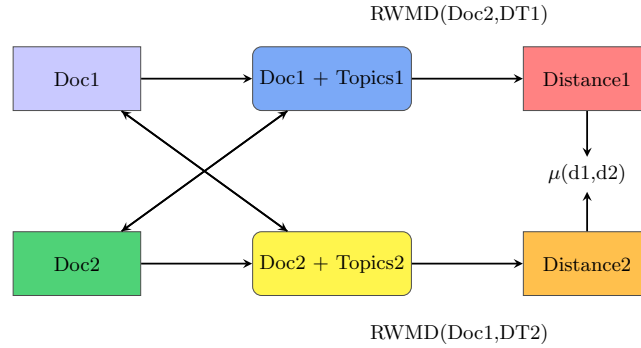 RWMD(Doc2,DT1)
Doc1
Doc1 + Topics1
Distance1
μ(d1,d2)
Doc2
Doc2 + Topics2
Distance2
RWMD(Doc1,DT2)